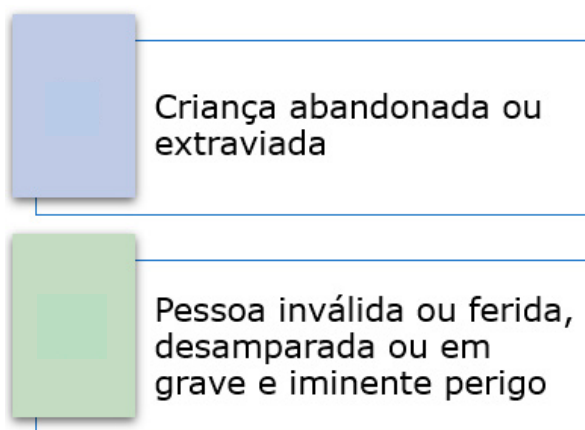 Criança abandonada ou
extraviada
Pessoa inválida ou ferida,
desamparada ou em
grave e iminente perigo